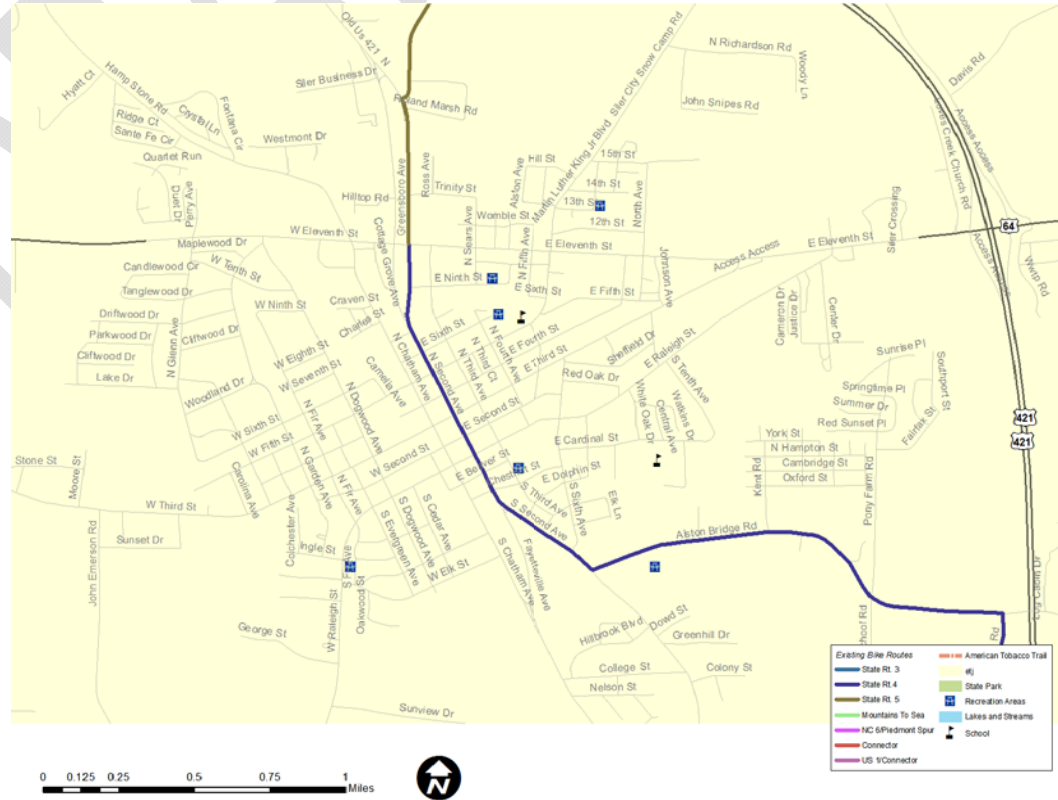 Old Us 421 N
Siler Business Dr
Hyatt Ct
Hamp Stone Rd
Ridge Ct
Crystal Ln
Fontana Cir
Sante Fe Cir
Westmont Dr
Quartet Run
Duet Dr
Perry Ave
Hilltop Rd
Greensboro Ave
Ross Ave
Trinity St
N Sears Ave
Womble St
Alston Ave
Hill St
Martin Luther King Jr Blvd
Siler City Snow Camp Rd
N Richardson Rd
Woody Ln
John Snipes Rd
15th St
14th St
13th St
12th St
North Ave
Davis Rd
Loves Creek Church Rd
Access Access
64
Siler Crossing
E Eleventh St
Access Access
E Eleventh St
Wwtp Rd
W Eleventh St
Cottage Grove Ave
Maplewood Dr
W Tenth St
Candlewood Cir
Tanglewood Dr
W Ninth St
Craven St
Charles St
Driftwood Dr
Parkwood Dr
Cliftwood Dr
Cliftwood Dr
Lake Dr
N Glenn Ave
Woodland Dr
W Eighth St
W Seventh St
Camelia Ave
N Chatham Ave
E Ninth St
N Fifth Ave
E Sixth St
E Fifth St
Johnson Ave
E Sixth St
N Second Ave
N Third Ct
N Third Ave
N Fourth Ave
E Fourth St
E Third St
Sheffield Dr
E Raleigh St
S Tenth Ave
Red Oak Dr
White Oak Dr
Central Ave
Watkins Dr
E Second St
E Cardinal St
E Beaver St
E Dolphin St
S Third Ave
S Second Ave
S Sixth Ave
Elk Ln
Cameron Dr
Justice Dr
Center Dr
Sunrise Pl
Springtime Pl
Summer Dr
Red Sunset Pl
Southport St
Fairfax St
421
421
York St
N Hampton St
Cambridge St
Oxford St
Kent Rd
Pony Farm Rd
Alston Bridge Rd
Log Cabin Dr
W Sixth St
W Fifth St
N Fir Ave
N Garden Ave
N Dogwood Ave
W Second St
N Fir Ave
Carolina Ave
Stone St
Moore St
W Third St
Sunset Dr
John Emerson Rd
Colchester Ave
Ingle St
S Evergreen Ave
S Dogwood Ave
S Cedar Ave
W Elk St
S Chatham Ave
Fayetteville Ave
W Raleigh St
Oakwood St
George St
Sunview Dr
Hillbrook Blvd
Dowd St
Greenhill Dr
College St
Colony St
Nelson St
Rd
Existing Bike Routes
State Rt. 3
State Rt.4
State Rt. 5
Mountains To Sea
NC 6/Piedmont Spur
Connector
US 1/Connector
American Tobacco Trail
etj
State Park
Recreation Areas
Lakes and Streams
School
0 0.125 0.25 0.5 0.75 1
Miles
N